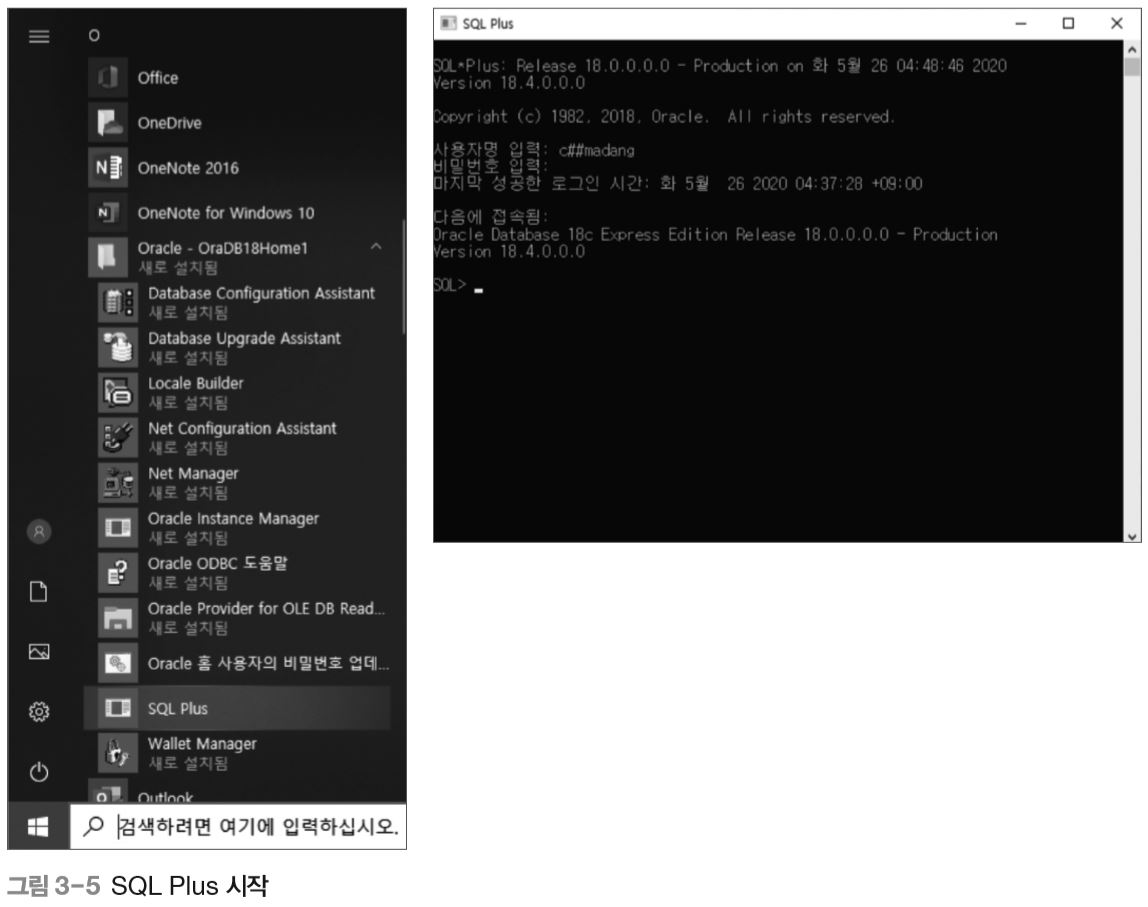 O
Office
OneDrive
OneNote 2016
OneNote for Windows 10
Oracle - OraDB18Home1
새로 설치됨
Database Configuration Assistant
새로 설치됨
Database Upgrade Assistant
새로 설치됨
Locale Builder
새로 설치됨
Net Configuration Assistant
새로 설치됨
Net Manager
새로 설치됨
Oracle Instance Manager
새로 설치됨
Oracle ODBC 도움말
새로 설치됨
Oracle Provider for OLE DB Read...
새로 설치됨
Oracle 홈 사용자의 비밀번호 업데...
SQL Plus
Wallet Manager
새로 설치됨
Outlook
검색하려면 여기에 입력하십시오.
SQL Plus
SQL*Plus: Release 18.0.0.0.0 - Production on 화 5월 26 04:48:46 2020
Version 18.4.0.0.0
Copyright (c) 1982, 2018, Oracle.  All rights reserved.
사용자명 입력: c##madang
비밀번호 입력:
마지막 성공한 로그인 시간: 화 5월  26 2020 04:37:28 +09:00
다음에 접속됨:
Oracle Database 18c Express Edition Release 18.0.0.0.0 - Production
Version 18.4.0.0.0
SQL> _
그림 3-5 SQL Plus 시작